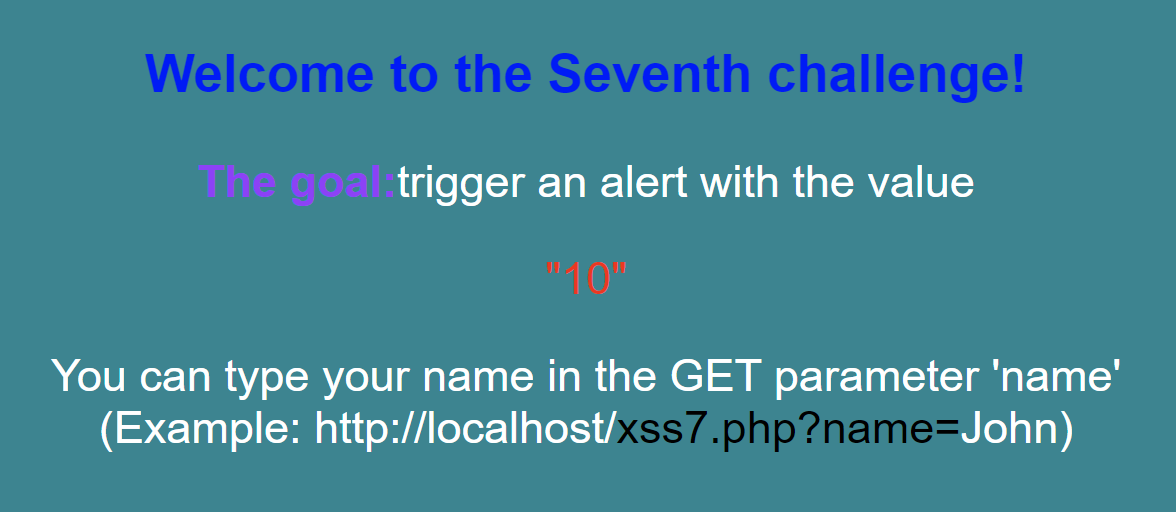 Welcome to the Seventh challenge!
The goal:trigger an alert with the value
"10"
You can type your name in the GET parameter 'name'
(Example: http://localhost/xss7.php?name=John)